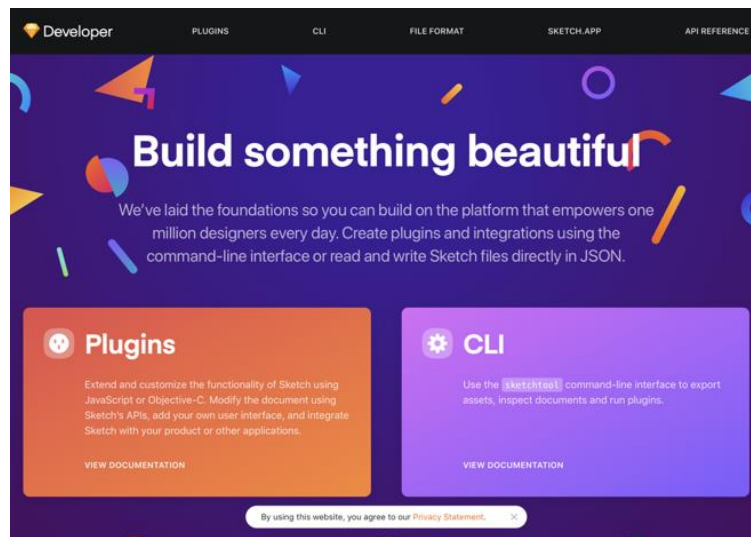 Developer
PLUGINS
CLI
FILE FORMAT
SKETCH.APP
API REFERENCE
Build something beautiful
We've laid the foundations so you can build on the platform that empowers one
million designers every day. Create plugins and integrations using the
command-line interface or read and write Sketch files directly in JSON.
Plugins
Extend and customize the functionality of Sketch using
JavaScript or Objective-C. Modify the document using
Sketch's APIs, add your own user interface, and integrate
Sketch with your product or other applications.
VIEW DOCUMENTATION
CLI
Use the sketchtool command-line interface to export
assets, inspect documents and run plugins.
VIEW DOCUMENTATION
By using this website, you agree to our Privacy Statement.